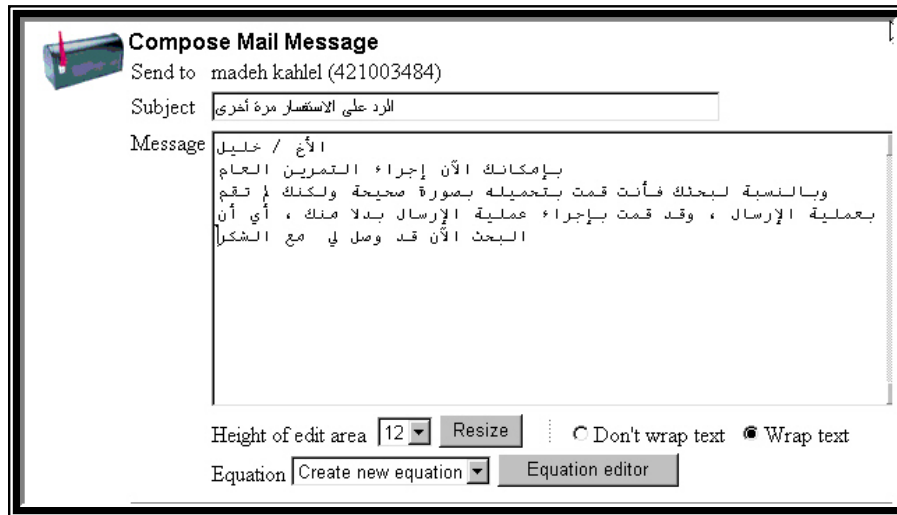 Compose Mail Message
Send to madeh kahlel (421003484)
Subject الرد على الاستفسار مرة أخرى
Message الأخ / خليل
بإمكانك الآن إجراء التمرين العام
وبالنسبة لبحثك فأنت قمت بتحميله بصورة صحيحة ولكنك لم تقم
بعملية الإرسال ، وقد قمت بإجراء عملية الإرسال بدلا منك ، أي أن
البحث الآن قد وصل لي مع الشكر
Height of edit area 12 Resize Don't wrap text Wrap text
Equation Create new equation Equation editor